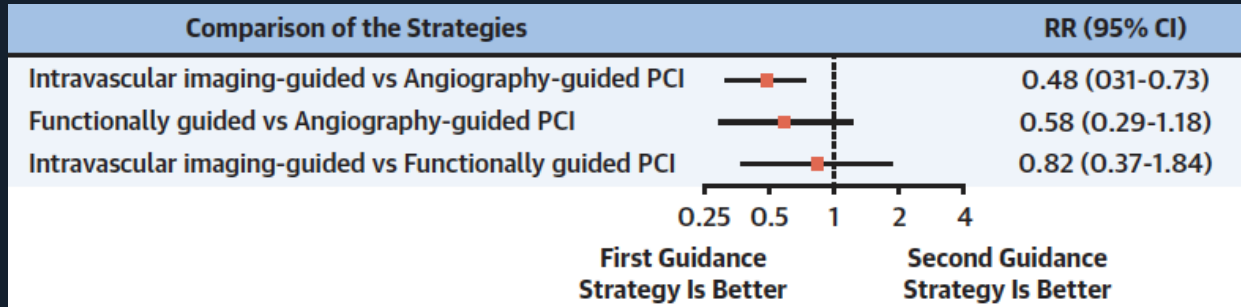 Comparison of the Strategies RR (95% CI)
Intravascular imaging-guided vs Angiography-guided PCI 0.48 (031-0.73)
Functionally guided vs Angiography-guided PCI 0.58 (0.29-1.18)
Intravascular imaging-guided vs Functionally guided PCI 0.82 (0.37-1.84)
0.25 0.5 1 2 4
First Guidance Second Guidance
Strategy Is Better Strategy Is Better